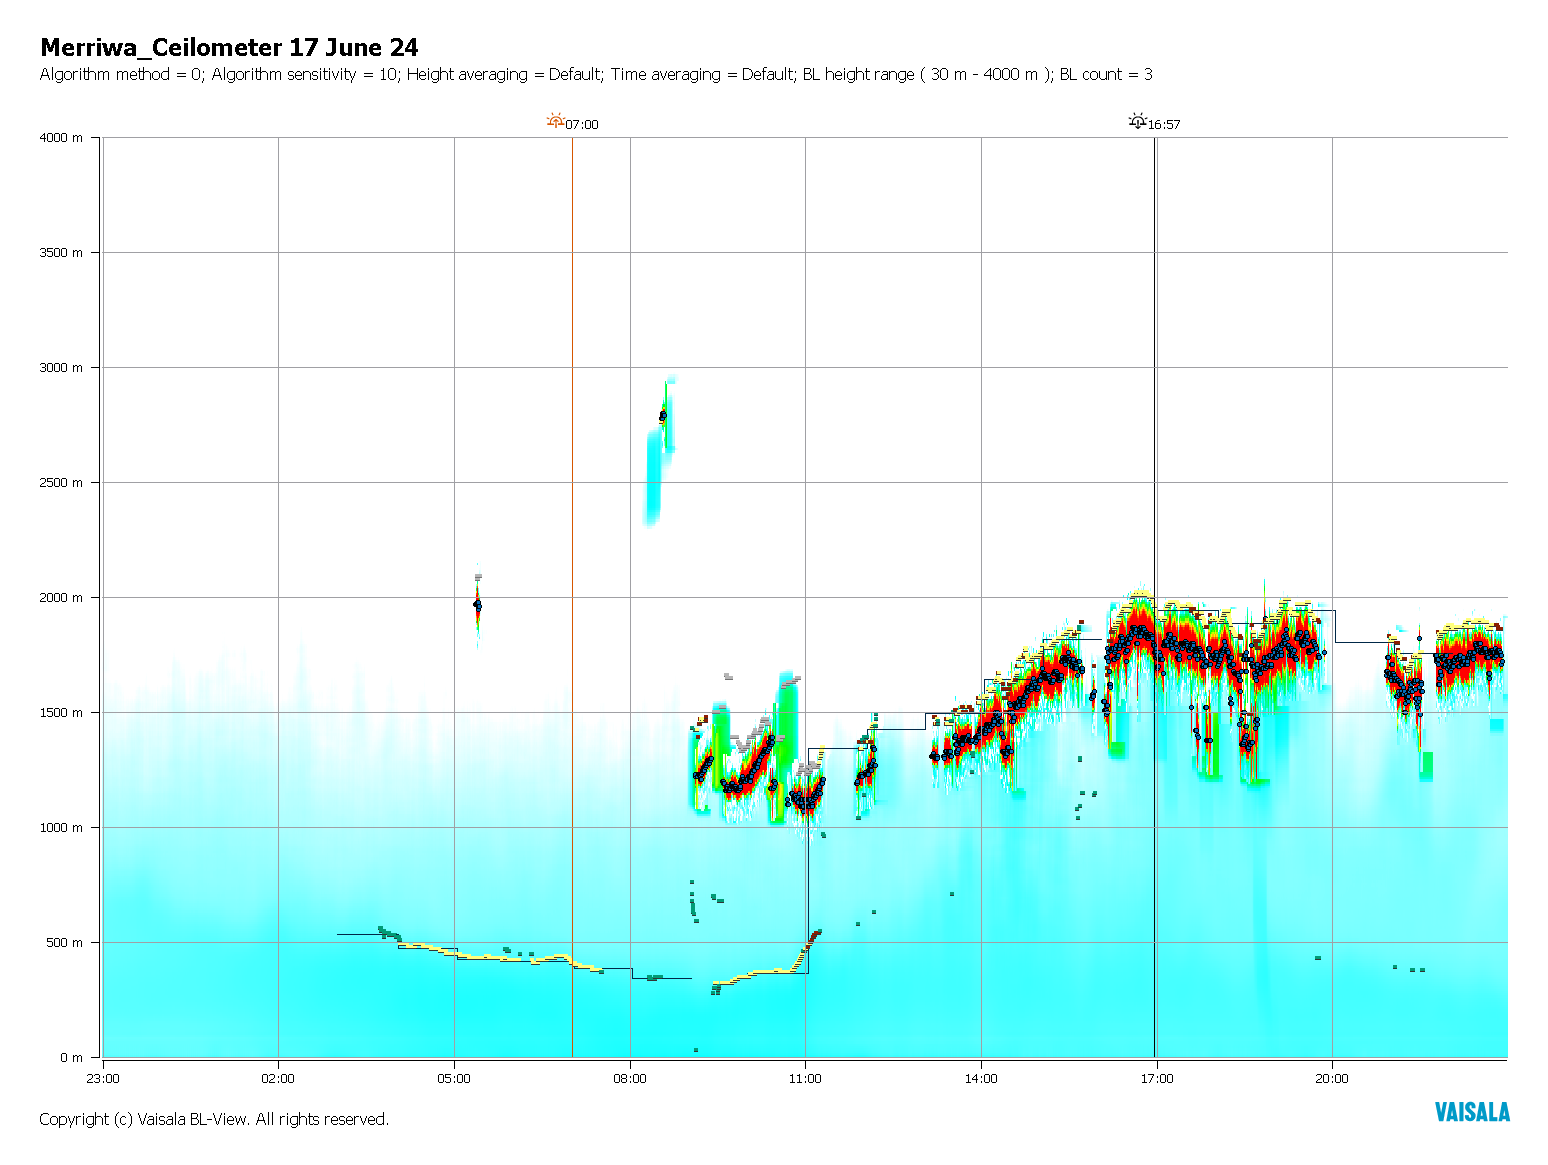 Merriwa_Ceilometer 17 June 24
Algorithm method = 0; Algorithm sensitivity = 10; Height averaging = Default; Time averaging = Default; BL height range ( 30 m - 4000 m ); BL count = 3
07:00
16:57
4000 m
3500 m
3000 m
2500 m
2000 m
1500 m
1000 m
500 m
0 m
23:00 02:00 05:00 08:00 11:00 14:00 17:00 20:00
Copyright (c) Vaisala BL-View. All rights reserved.
VAISALA